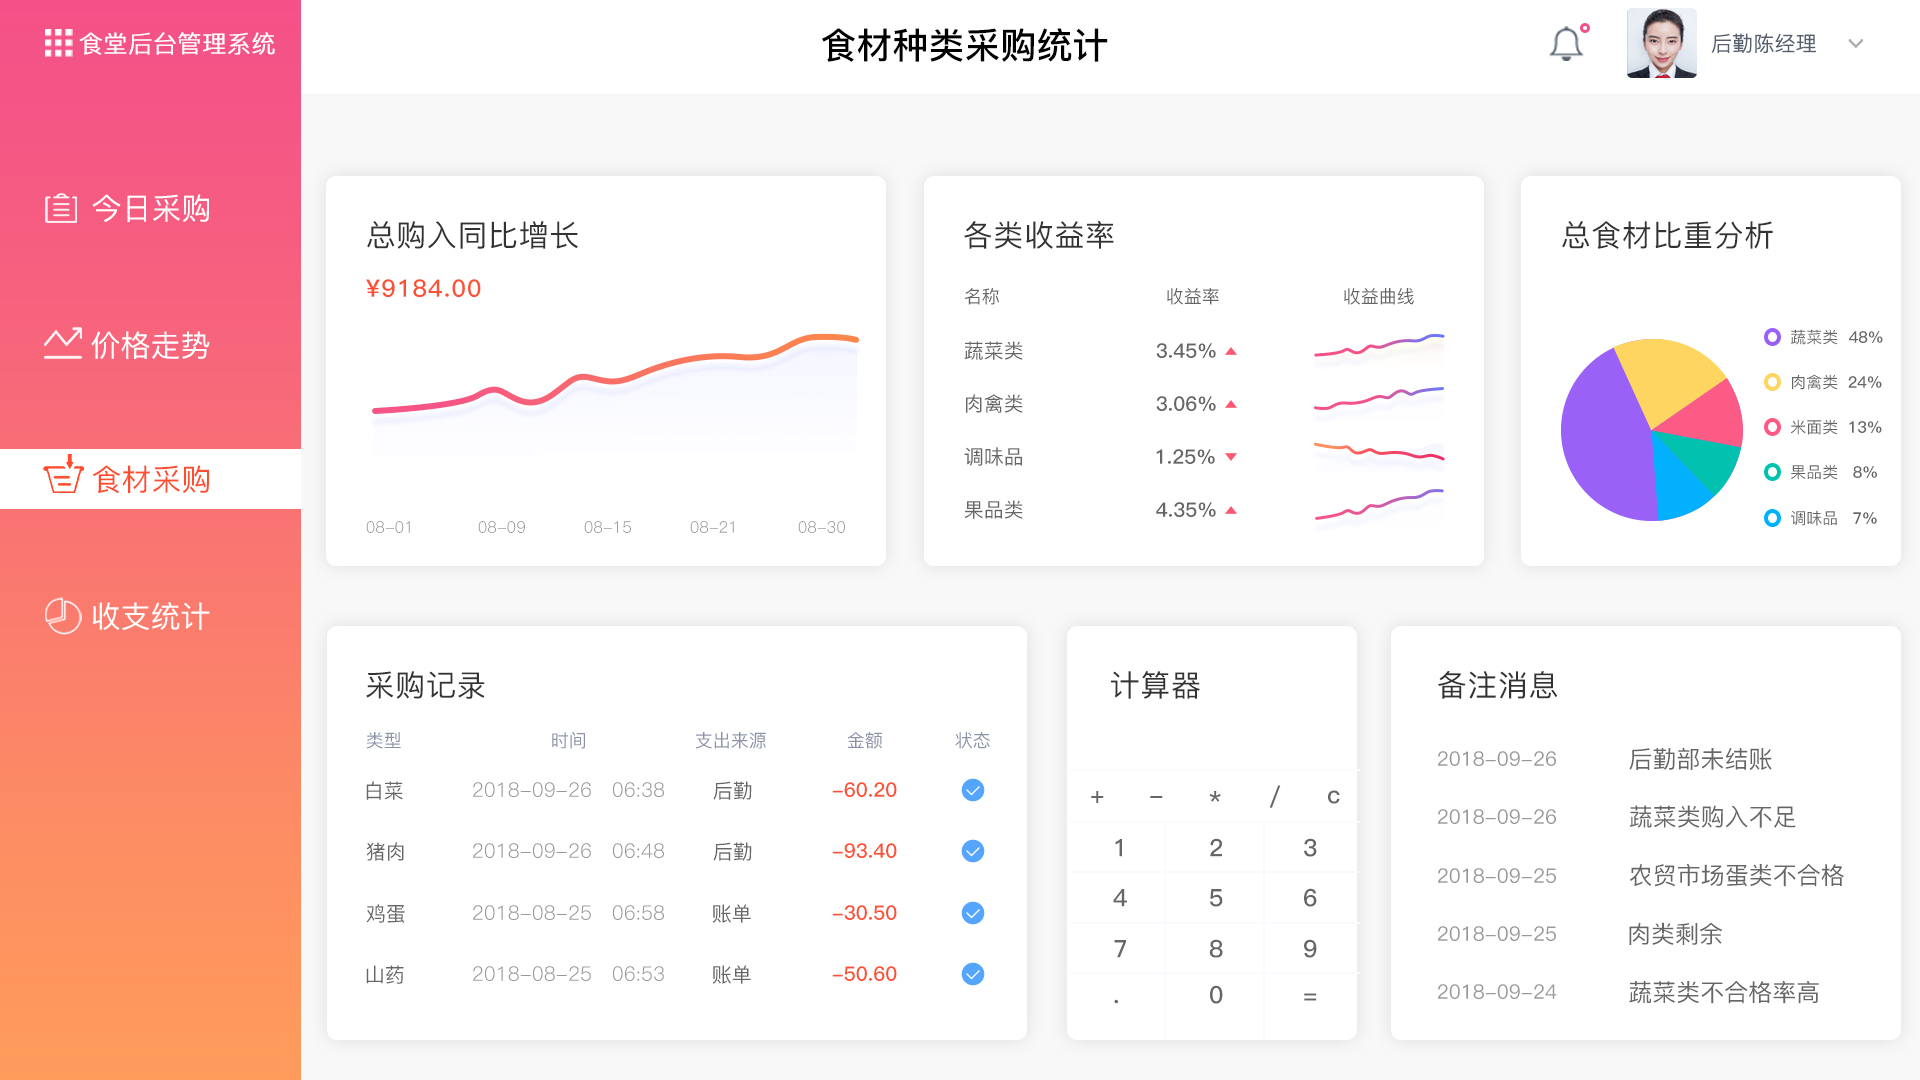 食堂后台管理系统
食材种类采购统计
后勤陈经理
今日采购
价格走势
食材采购
收支统计
总购入同比增长
¥9184.00
08-01 08-09 08-15 08-21 08-30
各类收益率
名称 收益率 收益曲线
蔬菜类 3.45%
肉禽类 3.06%
调味品 1.25%
果品类 4.35%
总食材比重分析
蔬菜类 48%
肉禽类 24%
米面类 13%
果品类 8%
调味品 7%
采购记录
类型 时间 支出来源 金额 状态
白菜 2018-09-26 06:38 后勤 -60.20
猪肉 2018-09-26 06:48 后勤 -93.40
鸡蛋 2018-08-25 06:58 账单 -30.50
山药 2018-08-25 06:53 账单 -50.60
计算器
+ - * / c
1 2 3
4 5 6
7 8 9
. 0 =
备注消息
2018-09-26 后勤部未结账
2018-09-26 蔬菜类购入不足
2018-09-25 农贸市场蛋类不合格
2018-09-25 肉类剩余
2018-09-24 蔬菜类不合格率高